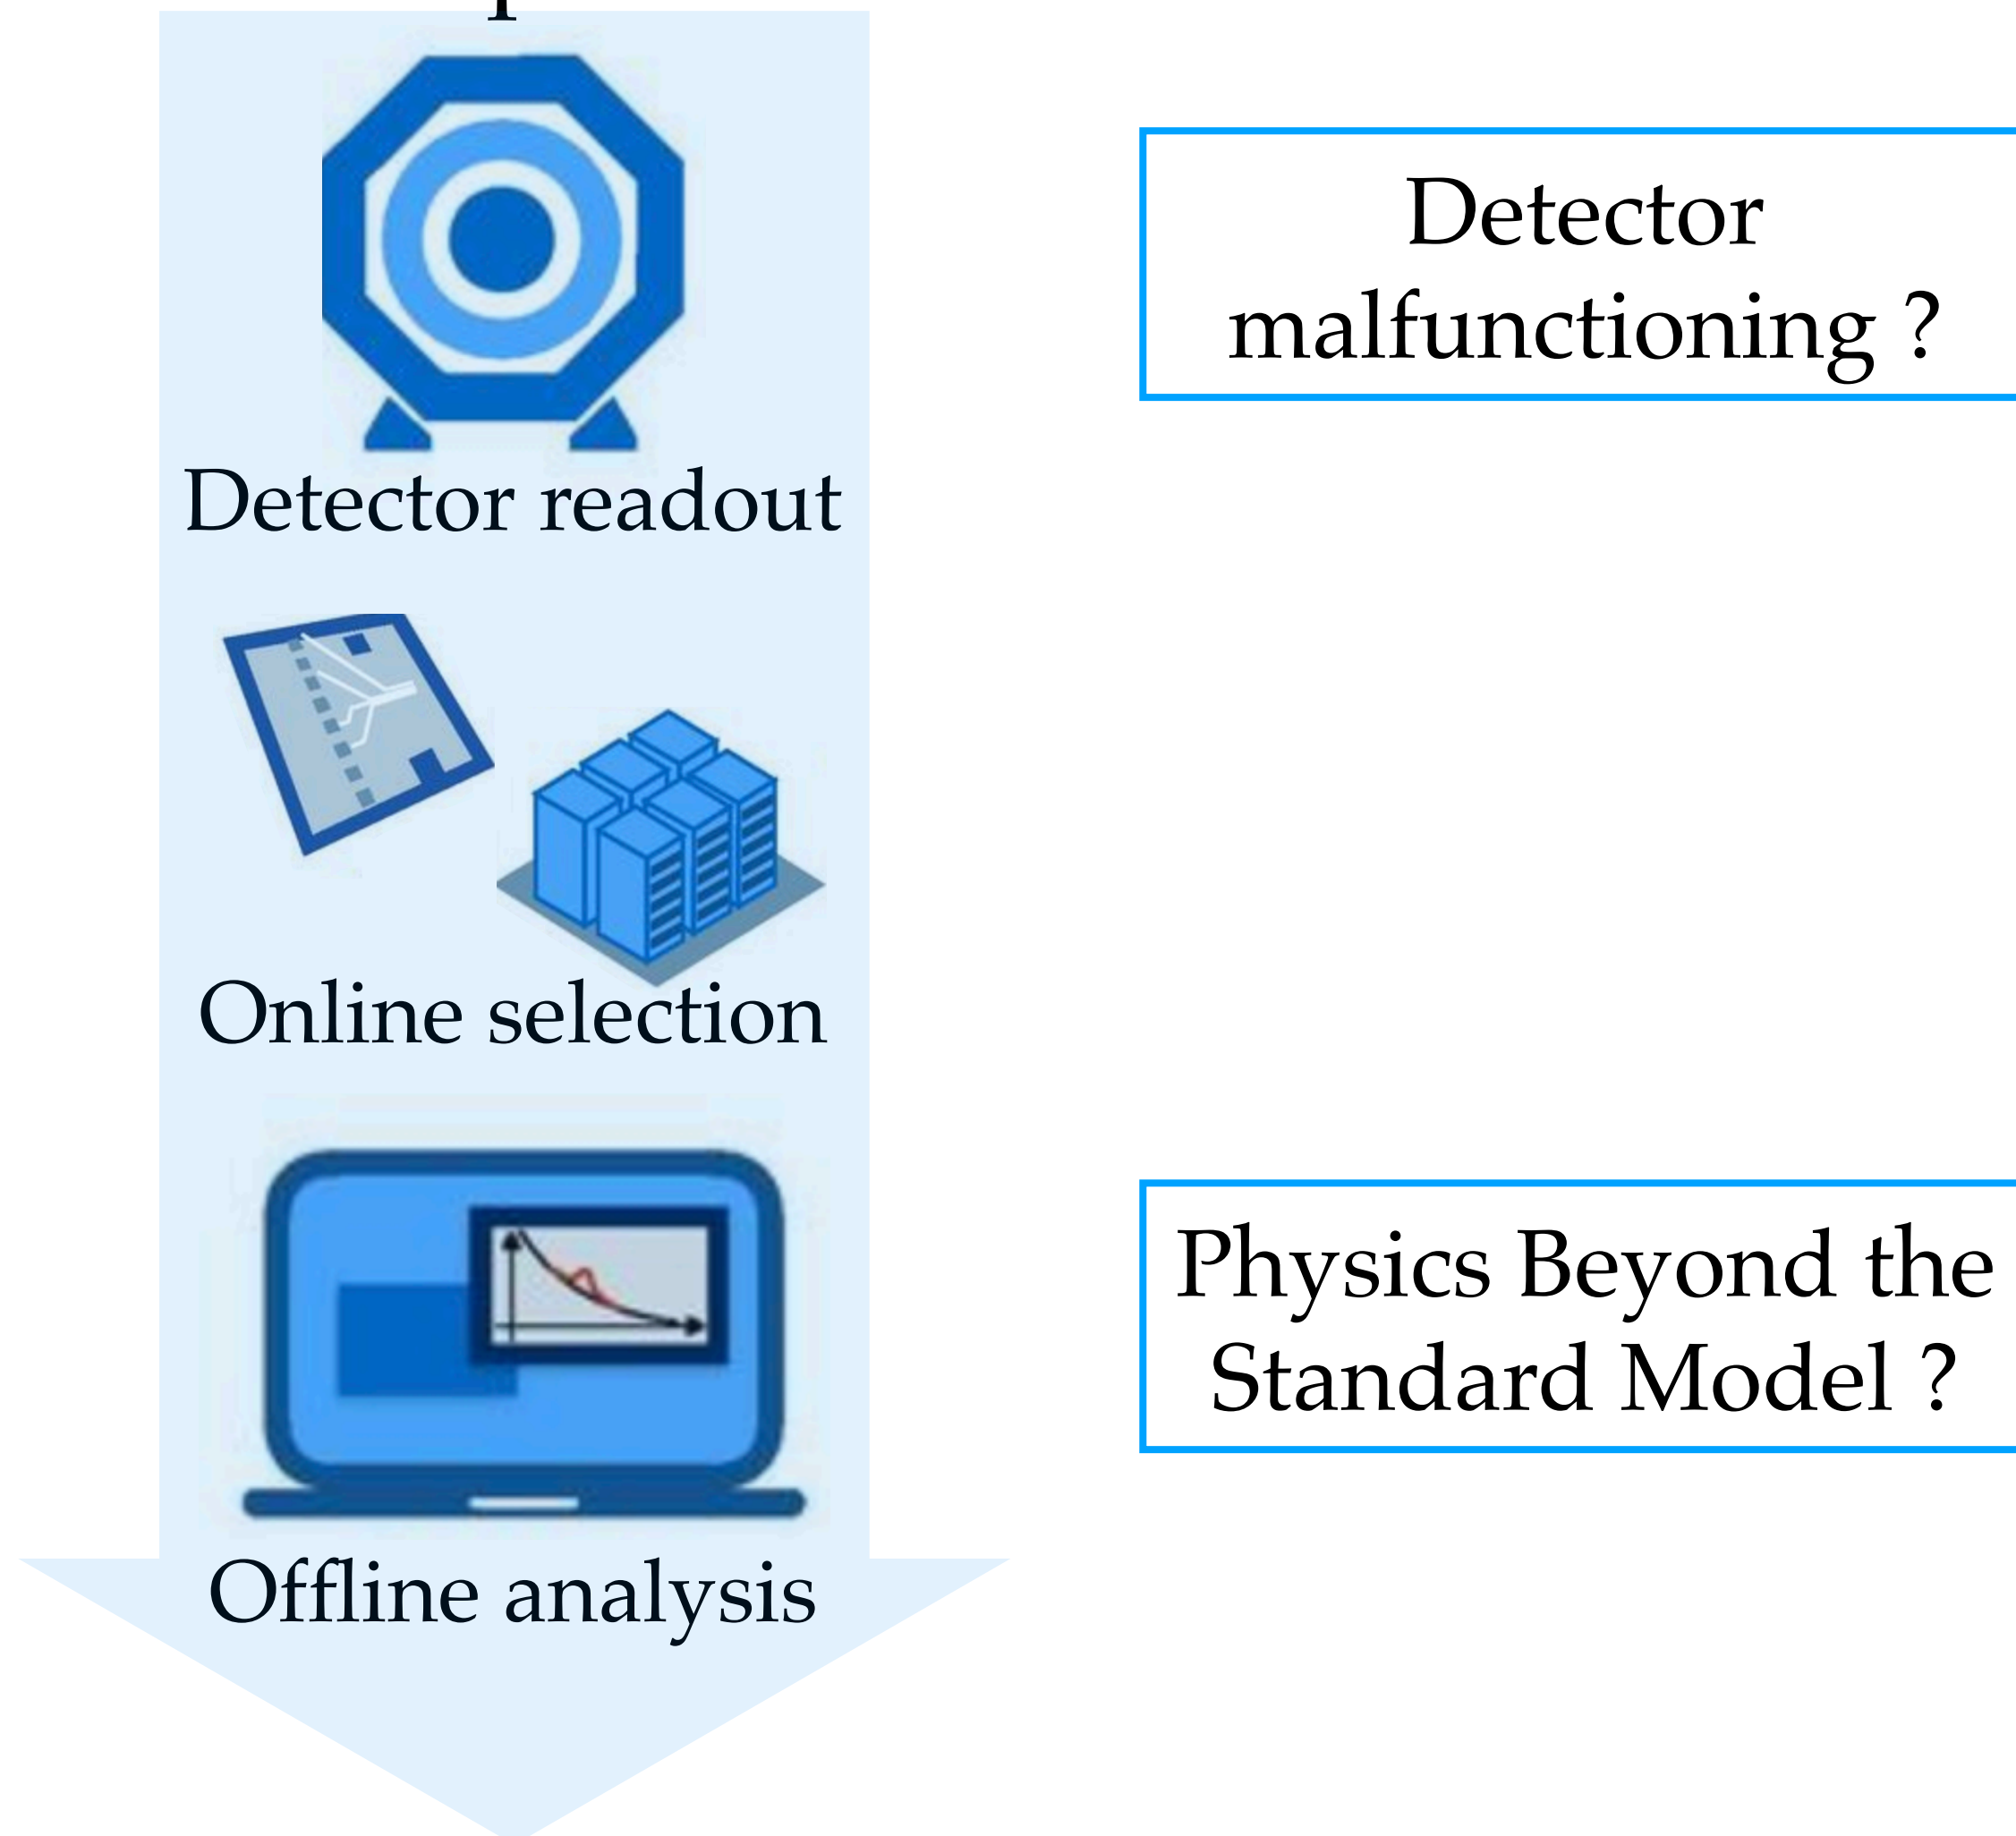 Detector
malfunctioning ?
Detector readout
Online selection
Physics Beyond the
Standard Model ?
Offline analysis